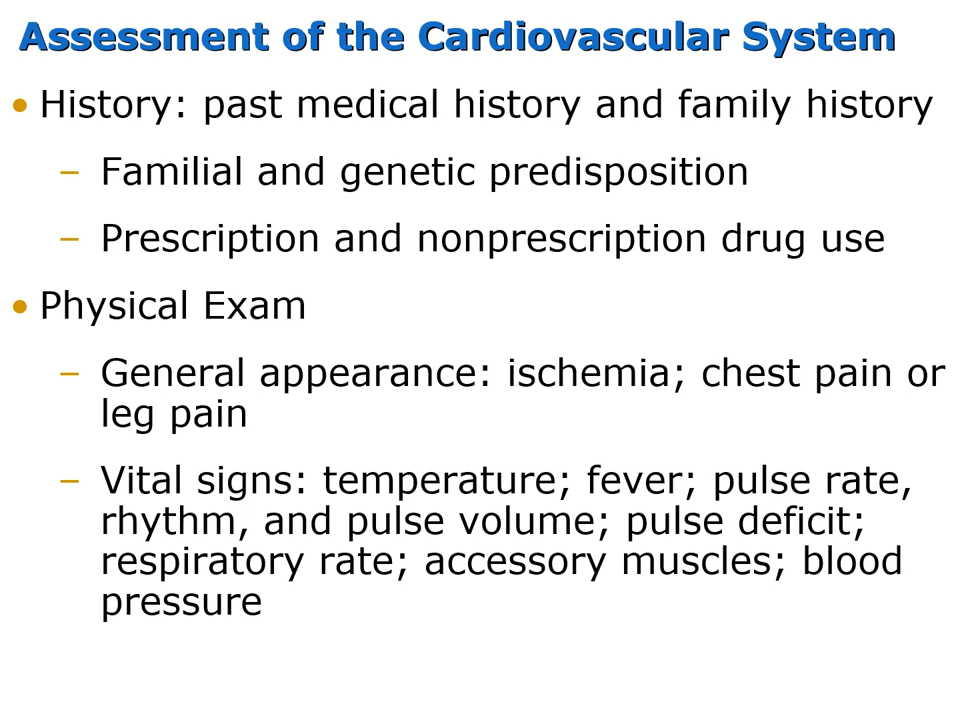 Assessment of the Cardiovascular System
• History: past medical history and family history
– Familial and genetic predisposition
– Prescription and nonprescription drug use
• Physical Exam
– General appearance: ischemia; chest pain or
leg pain
– Vital signs: temperature; fever; pulse rate,
rhythm, and pulse volume; pulse deficit;
respiratory rate; accessory muscles; blood
pressure